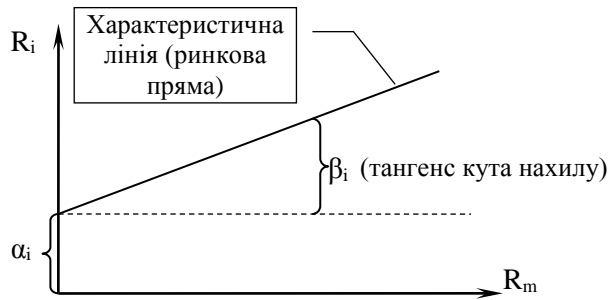 Характеристична
лінія (ринкова
пряма)
Rᵢ
βᵢ (тангенс кута нахилу)
αᵢ
Rₘ